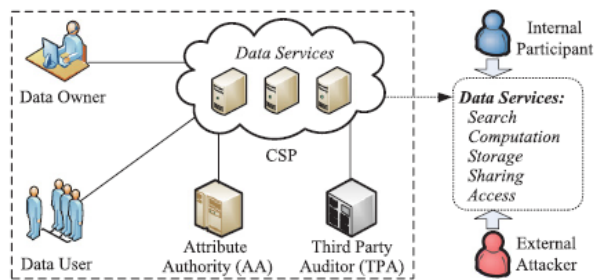 Data Services
Data Owner
CSP
Data User
Attribute
Authority (AA)
Third Party
Auditor (TPA)
Internal
Participant
Data Services:
Search
Computation
Storage
Sharing
Access
External
Attacker